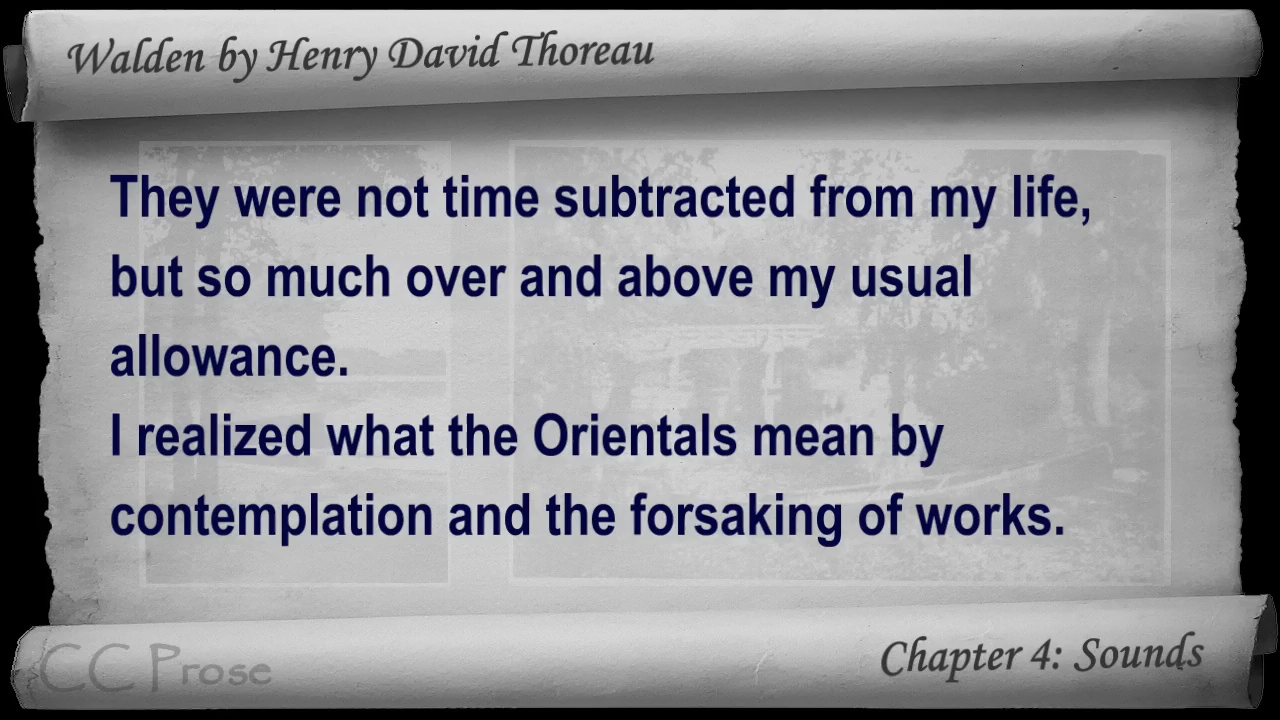 Walden by Henry David Thoreau
They were not time subtracted from my life,
but so much over and above my usual
allowance.
I realized what the Orientals mean by
contemplation and the forsaking of works.
CC Prose
Chapter 4: Sounds